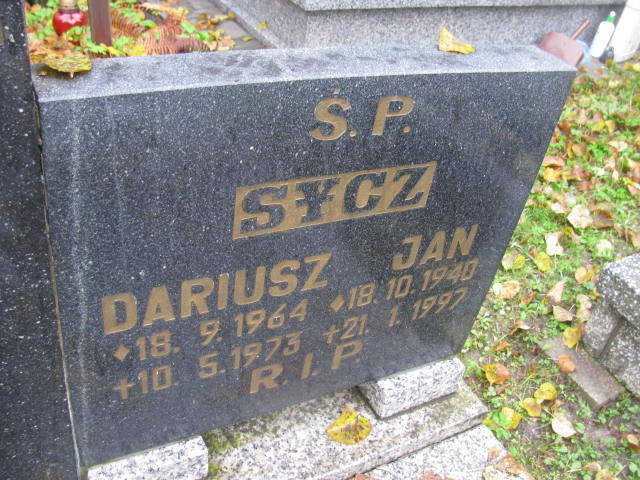 Ś. P.
SYCZ
DARIUSZ JAN
♦18. 9. 1964 ♦18. 10. 1940
+10. 5. 1973 +21. 1. 1997
R. I. P.